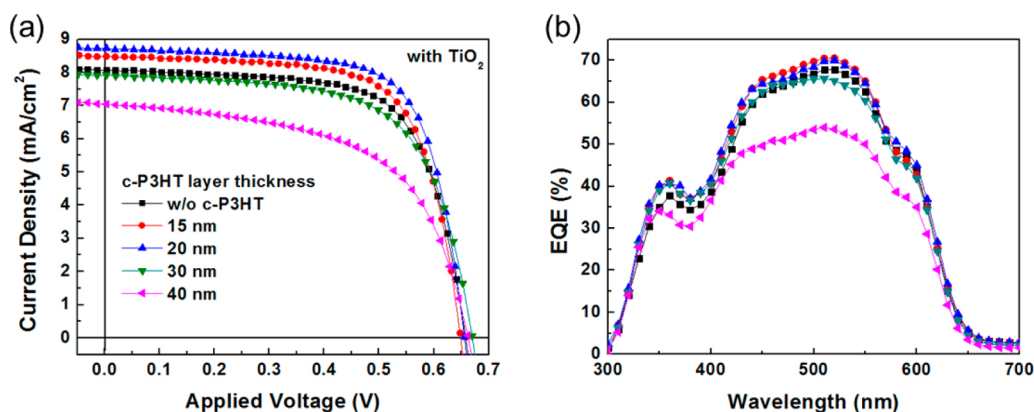 (a)
9
8
7
6
5
4
3
2
1
0
Current Density (mA/cm²)
with TiO₂
c-P3HT layer thickness
w/o c-P3HT
15 nm
20 nm
30 nm
40 nm
0.0 0.1 0.2 0.3 0.4 0.5 0.6 0.7
Applied Voltage (V)
(b)
70
60
50
40
30
20
10
0
EQE (%)
300 400 500 600 700
Wavelength (nm)